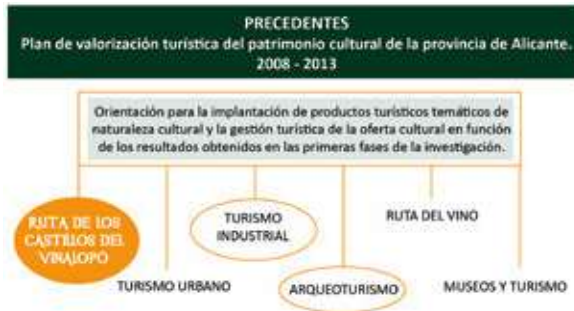 PRECEDENTES
Plan de valorización turística del patrimonio cultural de la provincia de Alicante.
2008 - 2013
Orientación para la implantación de productos turísticos temáticos de
naturaleza cultural y la gestión turística de la oferta cultural en función
de los resultados obtenidos en las primeras fases de la investigación.
RUTA DE LOS
CASTILLOS DEL
VINALOPÓ
TURISMO URBANO
TURISMO
INDUSTRIAL
ARQUEOTURISMO
RUTA DEL VINO
MUSEOS Y TURISMO